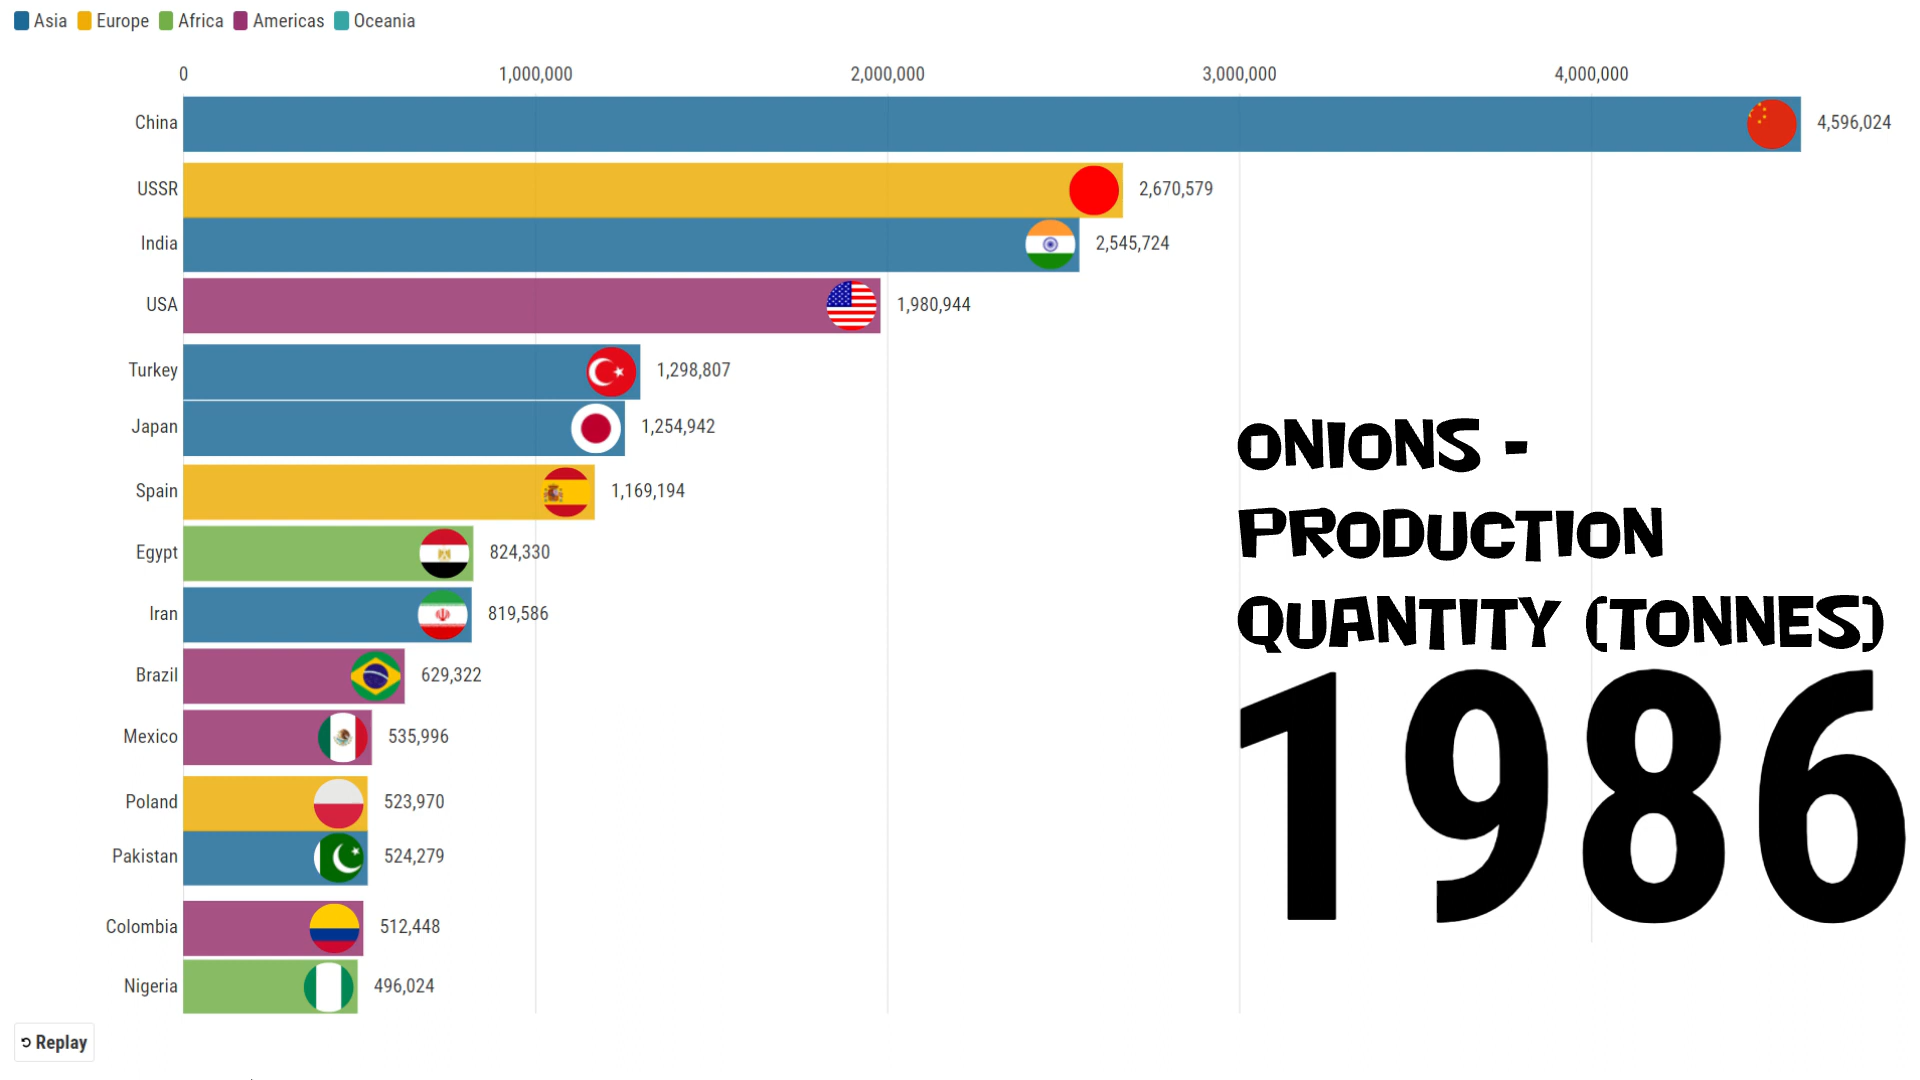 Asia Europe Africa Americas Oceania
0 1,000,000 2,000,000 3,000,000 4,000,000
China 4,596,024
USSR 2,670,579
India 2,545,724
USA 1,980,944
Turkey 1,298,807
Japan 1,254,942
Spain 1,169,194
Egypt 824,330
Iran 819,586
Brazil 629,322
Mexico 535,996
Poland 523,970
Pakistan 524,279
Colombia 512,448
Nigeria 496,024
ONIONS -
PRODUCTION
QUANTITY (TONNES)
1986
Replay